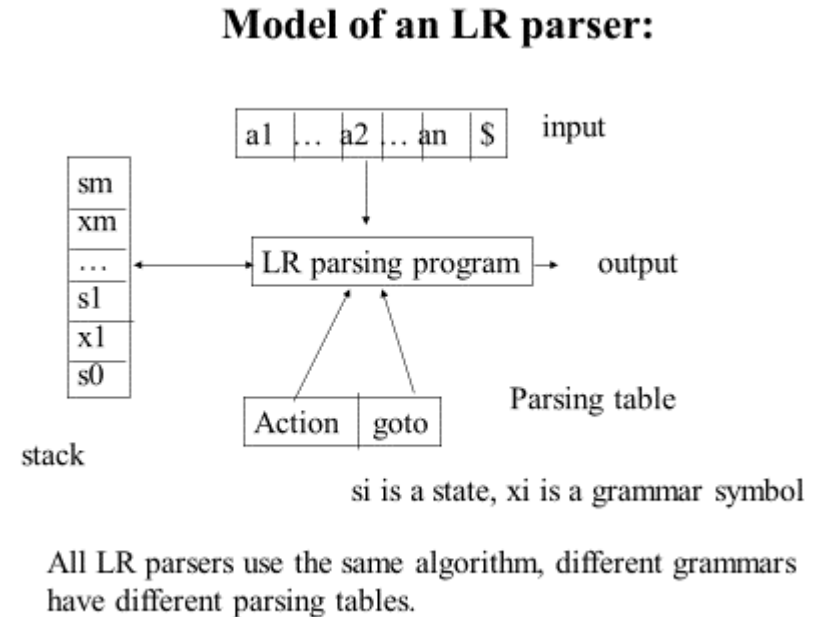 Model of an LR parser:
a1 … a2 … an $ input
sm
xm
…
s1
x1
s0
LR parsing program
output
Action goto
Parsing table
stack
si is a state, xi is a grammar symbol
All LR parsers use the same algorithm, different grammars
have different parsing tables.